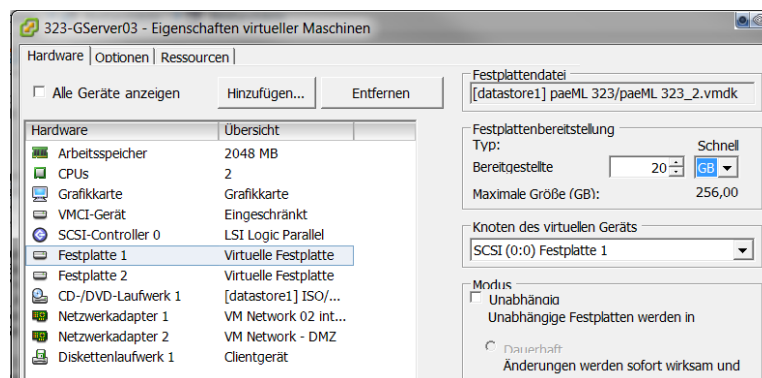 323-GServer03 - Eigenschaften virtueller Maschinen
Hardware Optionen Ressourcen
Alle Geräte anzeigen Hinzufügen... Entfernen
Hardware Übersicht
Arbeitsspeicher 2048 MB
CPUs 2
Grafikkarte Grafikkarte
VMCI-Gerät Eingeschränkt
SCSI-Controller 0 LSI Logic Parallel
Festplatte 1 Virtuelle Festplatte
Festplatte 2 Virtuelle Festplatte
CD-/DVD-Laufwerk 1 [datastore1] ISO/...
Netzwerkadapter 1 VM Network 02 int...
Netzwerkadapter 2 VM Network - DMZ
Diskettenlaufwerk 1 Clientgerät
Festplattendatei
[datastore1] paeML 323/paeML 323_2.vmdk
Festplattenbereitstellung
Typ: Schnell
Bereitgestellte 20 GB
Maximale Größe (GB): 256,00
Knoten des virtuellen Geräts
SCSI (0:0) Festplatte 1
Modus
Unabhängig
Unabhängige Festplatten werden in
Dauerhaft
Änderungen werden sofort wirksam und